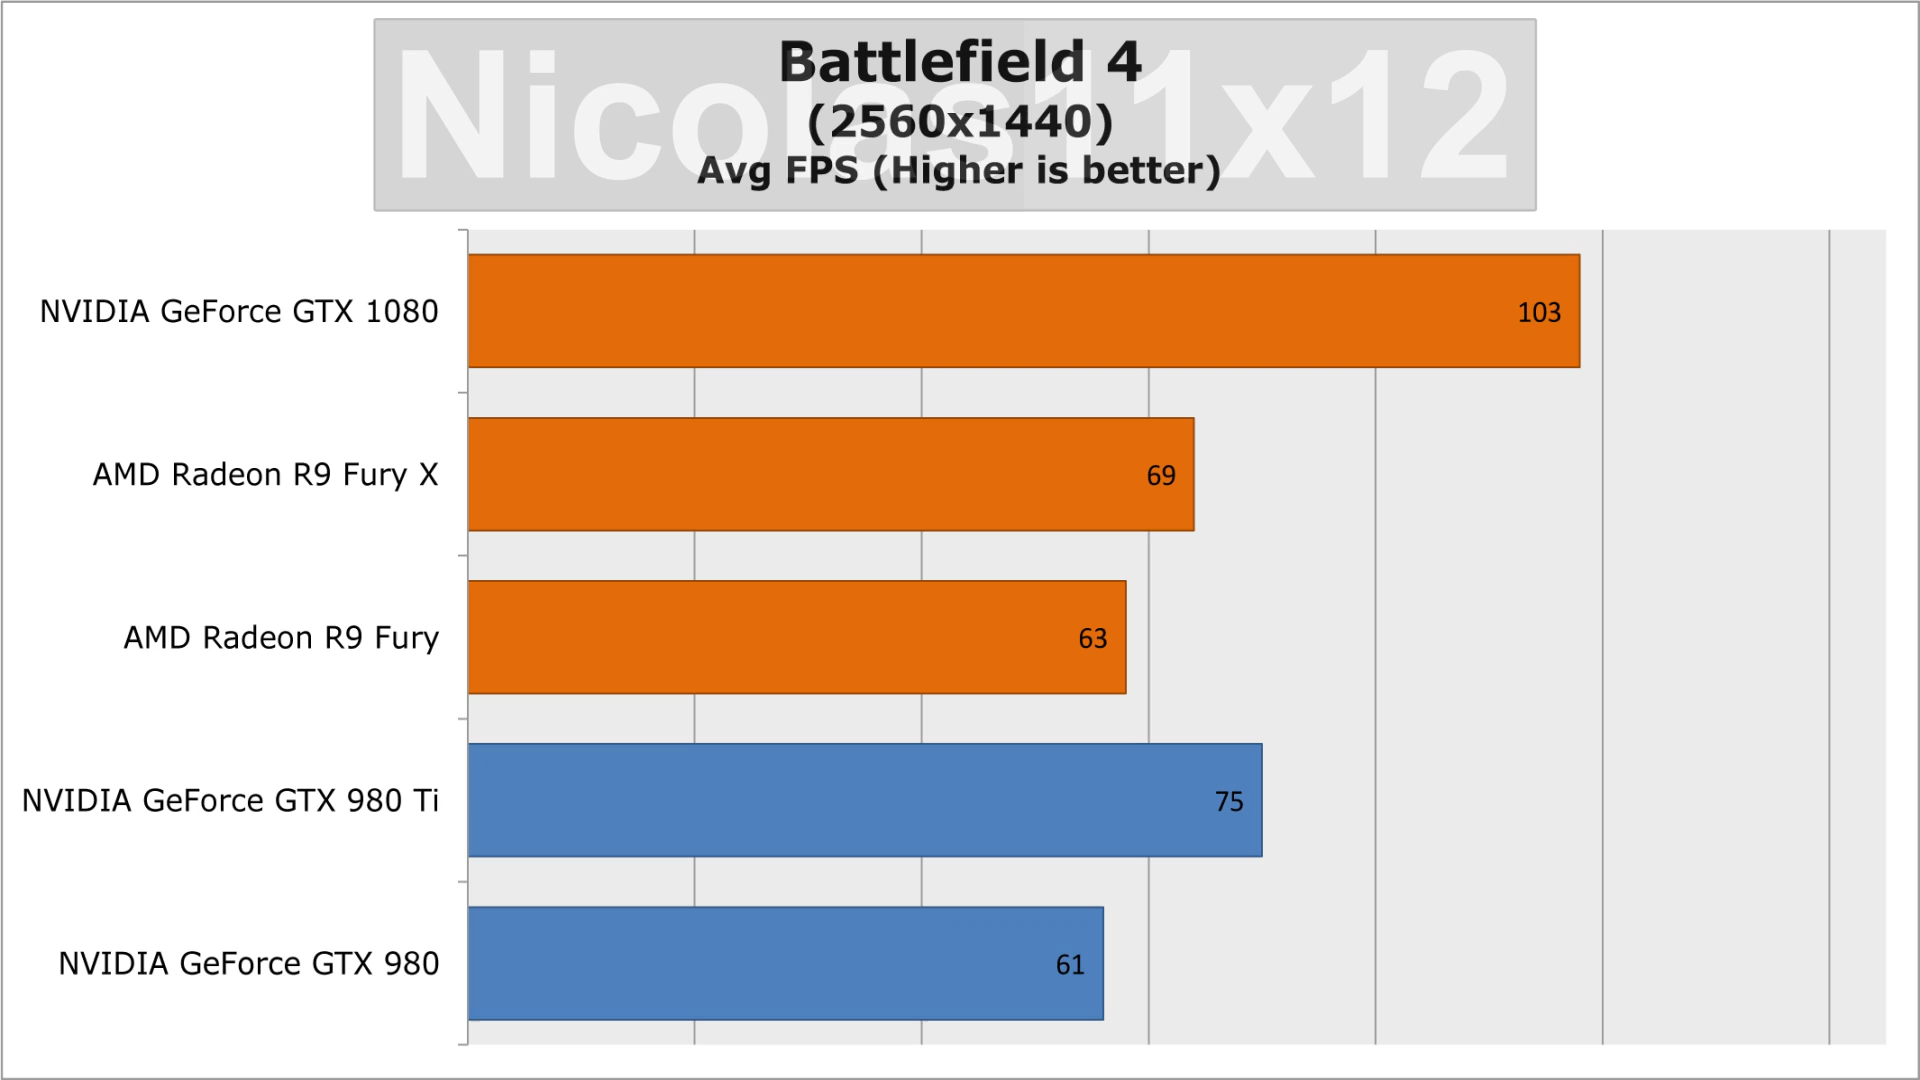 Nicolas11x12
Battlefield 4
(2560x1440)
Avg FPS (Higher is better)
NVIDIA GeForce GTX 1080
103
AMD Radeon R9 Fury X
69
AMD Radeon R9 Fury
63
NVIDIA GeForce GTX 980 Ti
75
NVIDIA GeForce GTX 980
61